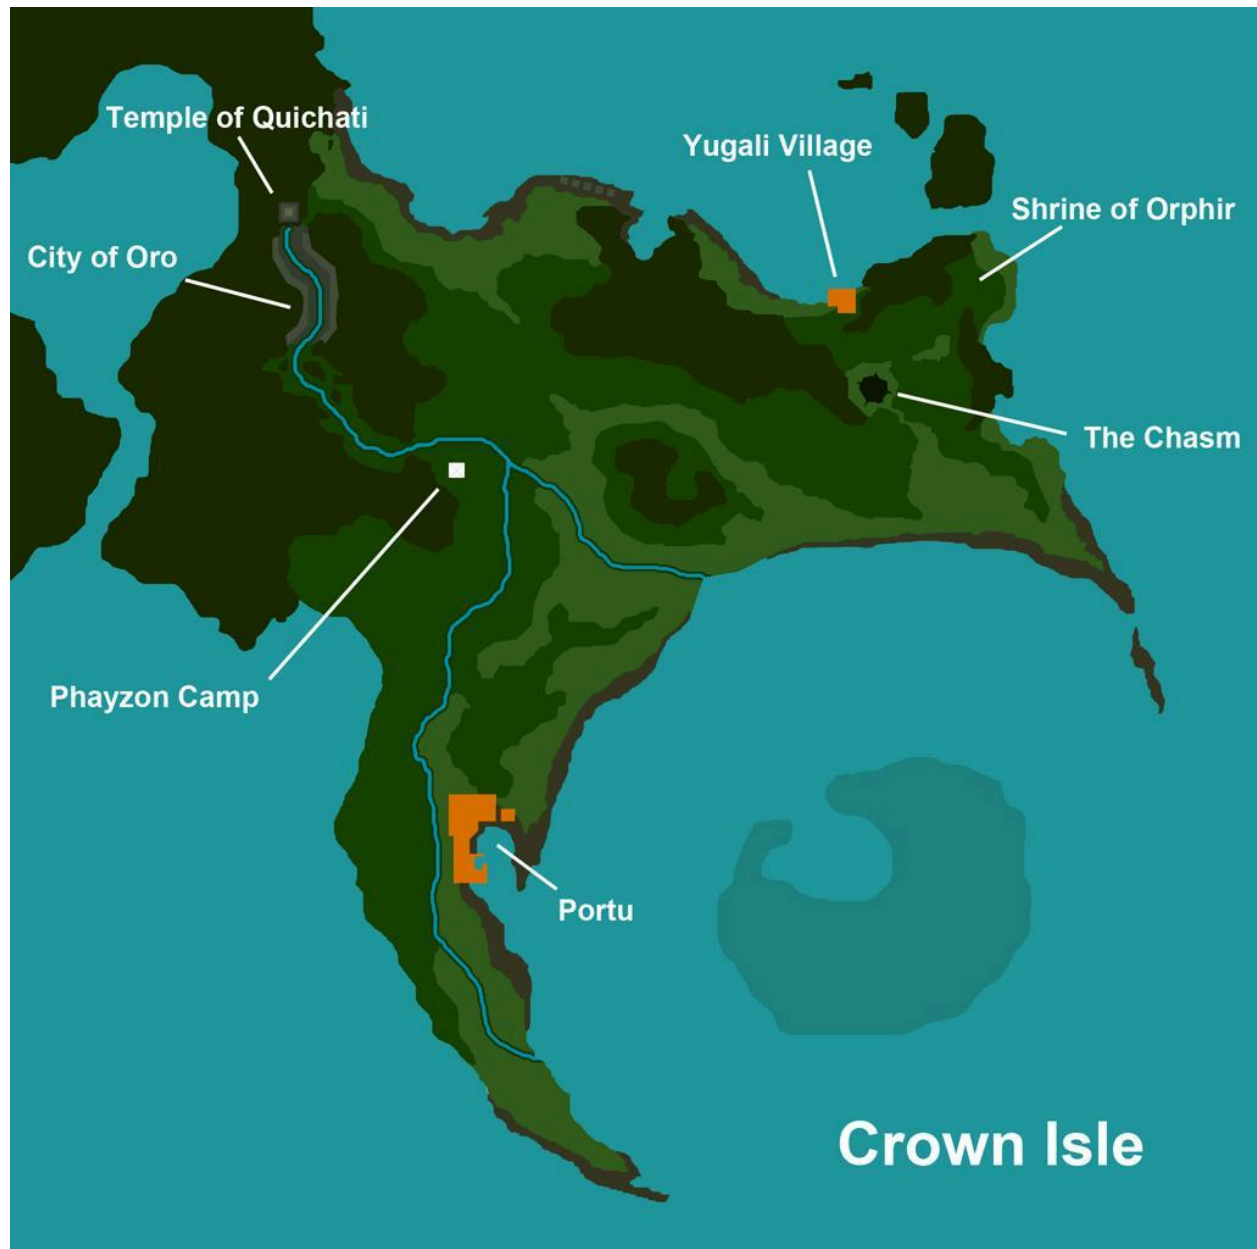 Temple of Quichati
Yugali Village
Shrine of Orphir
City of Oro
The Chasm
Phayzon Camp
Portu
Crown Isle